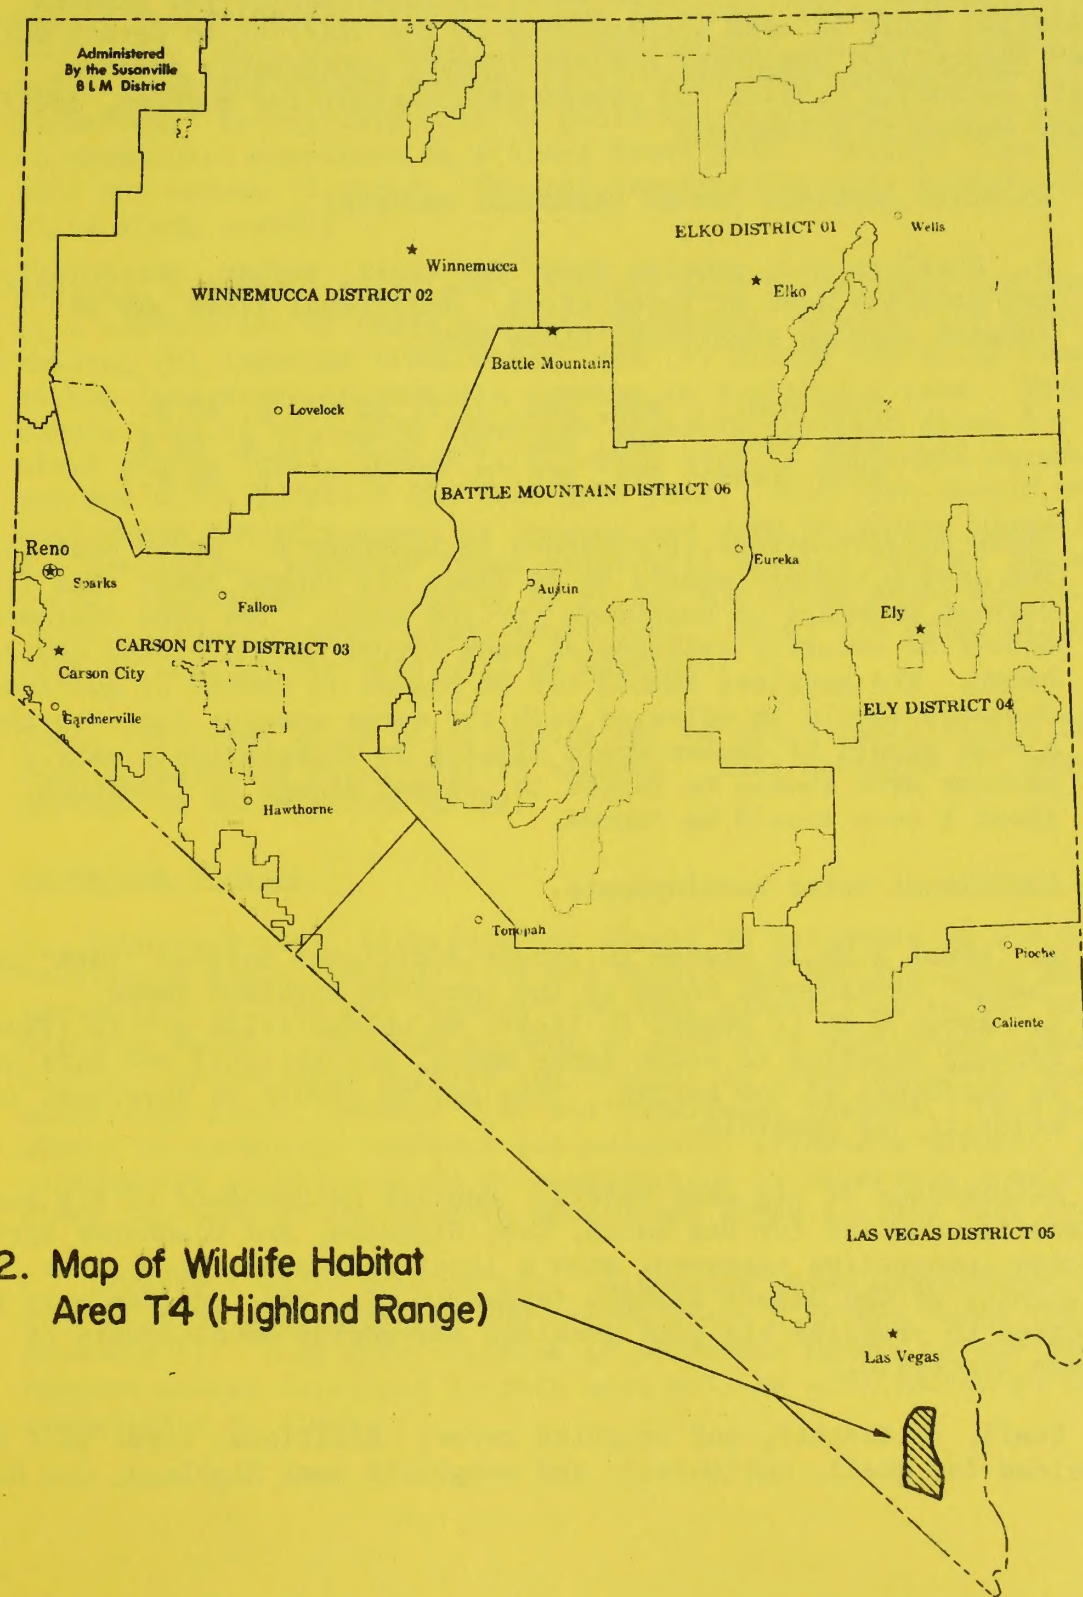 Administered
By the Susanville
B L M District
ELKO DISTRICT 01
Wells
Winnemucca
Elko
WINNEMUCCA DISTRICT 02
Battle Mountain
Lovelock
BATTLE MOUNTAIN DISTRICT 06
Reno
Sparks
Eureka
Austin
Fallon
Ely
CARSON CITY DISTRICT 03
Carson City
ELY DISTRICT 04
Gardnerville
Hawthorne
Tonopah
Pioche
Caliente
LAS VEGAS DISTRICT 05
2. Map of Wildlife Habitat
Area T4 (Highland Range)
Las Vegas